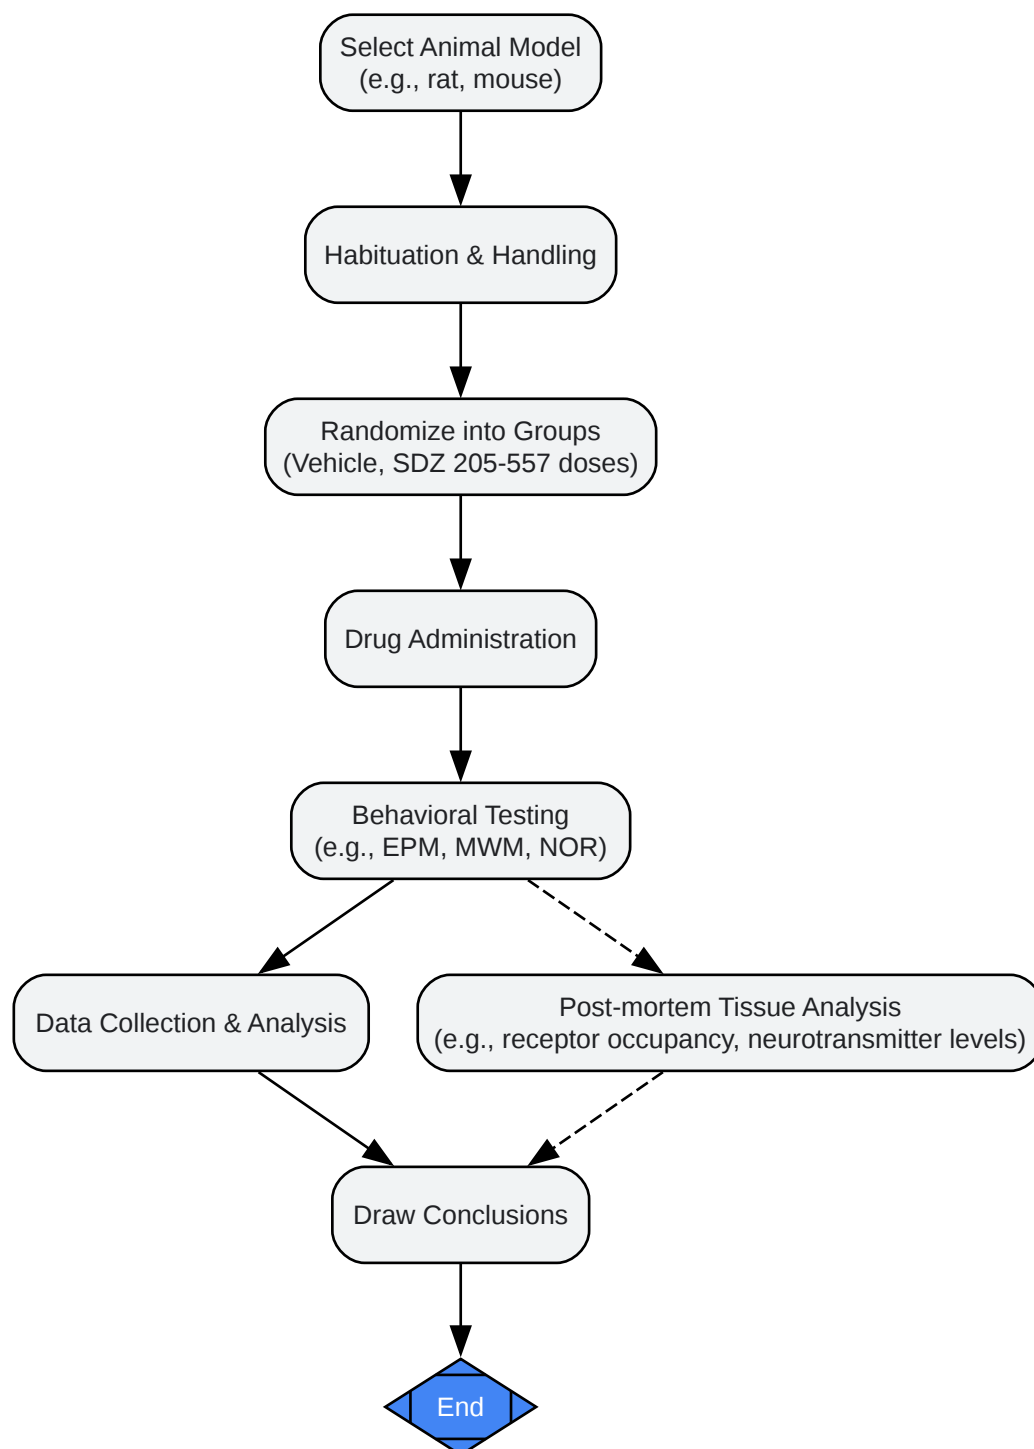 Select Animal Model
(e.g., rat, mouse)
Habituation & Handling
Randomize into Groups
(Vehicle, SDZ 205-557 doses)
Drug Administration
Behavioral Testing
(e.g., EPM, MWM, NOR)
Data Collection & Analysis
Post-mortem Tissue Analysis
(e.g., receptor occupancy, neurotransmitter levels)
Draw Conclusions
End